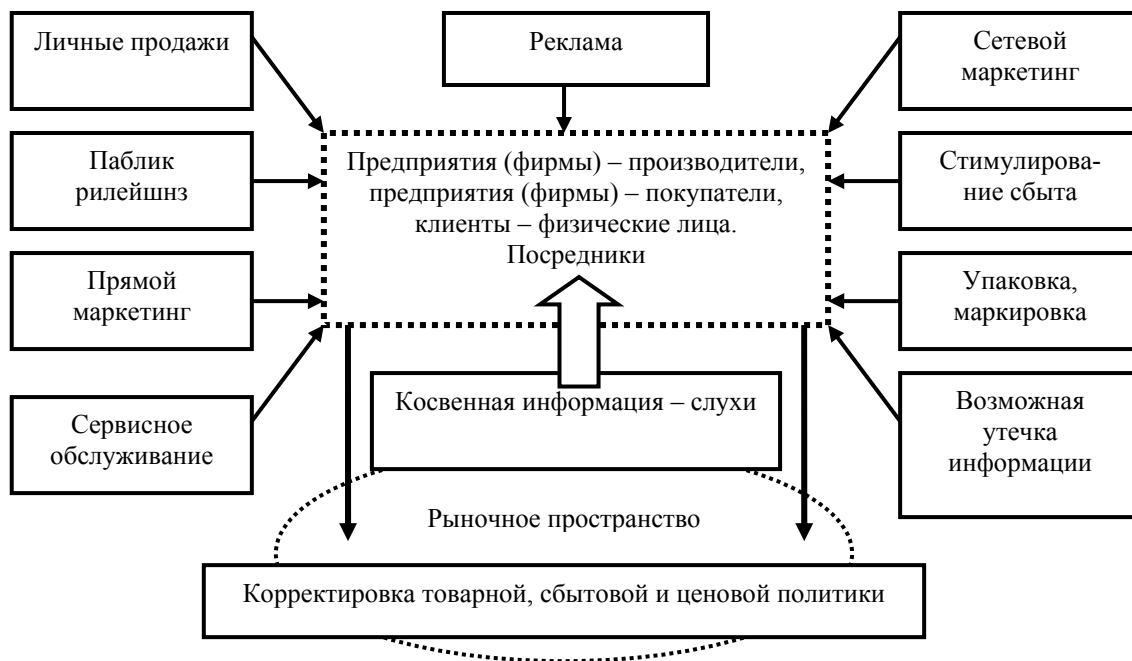 Личные продажи
Реклама
Сетевой
маркетинг
Паблик
рилейшнз
Предприятия (фирмы) – производители,
предприятия (фирмы) – покупатели,
клиенты – физические лица.
Посредники
Стимулирова-
ние сбыта
Прямой
маркетинг
Упаковка,
маркировка
Сервисное
обслуживание
Косвенная информация – слухи
Возможная
утечка
информации
Рыночное пространство
Корректировка товарной, сбытовой и ценовой политики